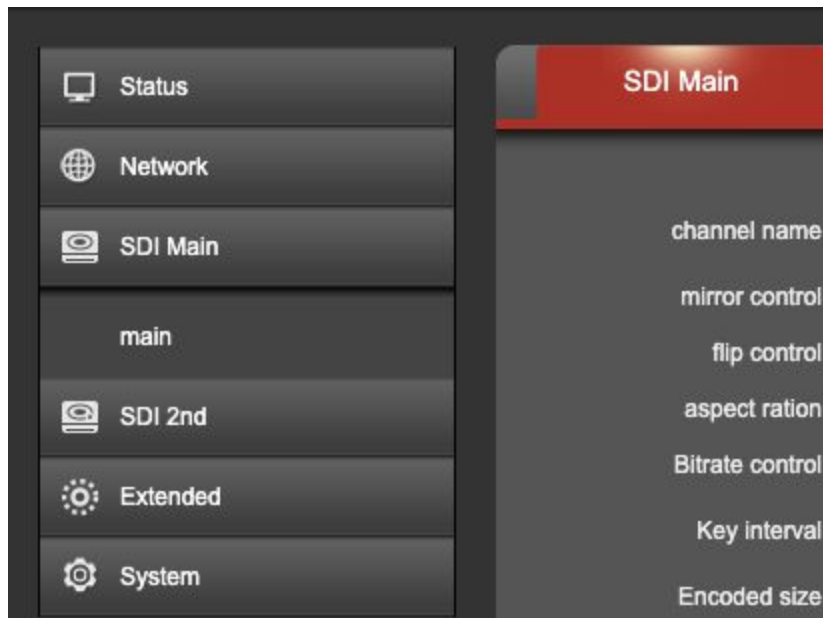 Status
Network
SDI Main
main
SDI 2nd
Extended
System
SDI Main
channel name
mirror control
flip control
aspect ration
Bitrate control
Key interval
Encoded size